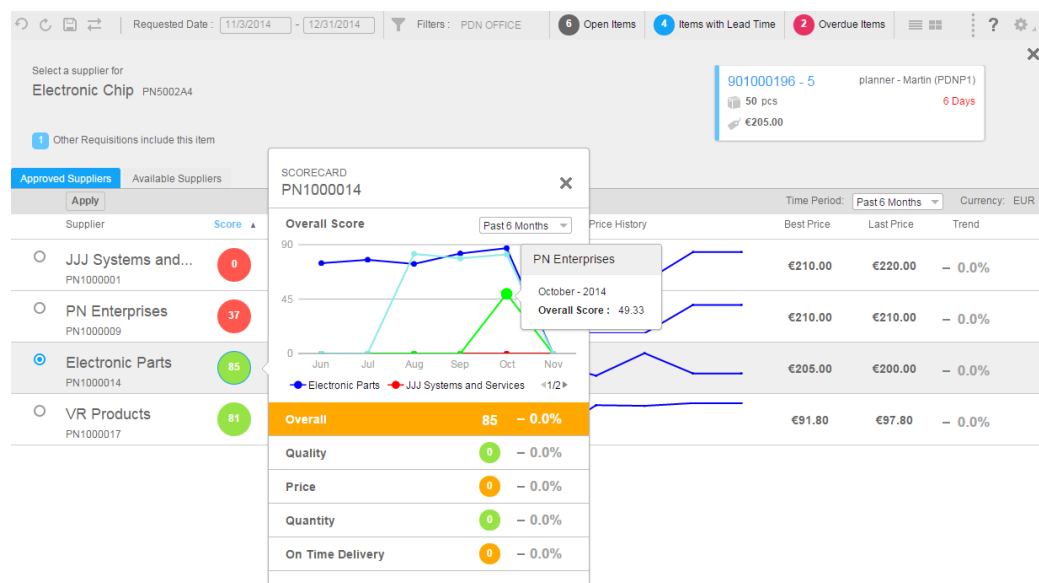 Requested Date : 11/3/2014 - 12/31/2014 Filters : PDN OFFICE 6 Open Items 4 Items with Lead Time 2 Overdue Items ?
Select a supplier for
Electronic Chip PN5002A4
901000196 - 5 planner - Martin (PDNP1)
50 pcs 6 Days
€205.00
1 Other Requisitions include this item
Approved Suppliers Available Suppliers
Apply Time Period: Past 6 Months Currency: EUR
Supplier Score Price History Best Price Last Price Trend
JJJ Systems and... 0 €210.00 €220.00 – 0.0%
PN1000001
PN Enterprises 37 €210.00 €210.00 – 0.0%
PN1000009
Electronic Parts 85 €205.00 €200.00 – 0.0%
PN1000014
VR Products 81 €91.80 €97.80 – 0.0%
PN1000017
SCORECARD
PN1000014
Overall Score Past 6 Months
90
45
0
Jun Jul Aug Sep Oct Nov
Electronic Parts JJJ Systems and Services 1/2
PN Enterprises
October - 2014
Overall Score : 49.33
Overall 85 – 0.0%
Quality 0 – 0.0%
Price 0 – 0.0%
Quantity 0 – 0.0%
On Time Delivery 0 – 0.0%